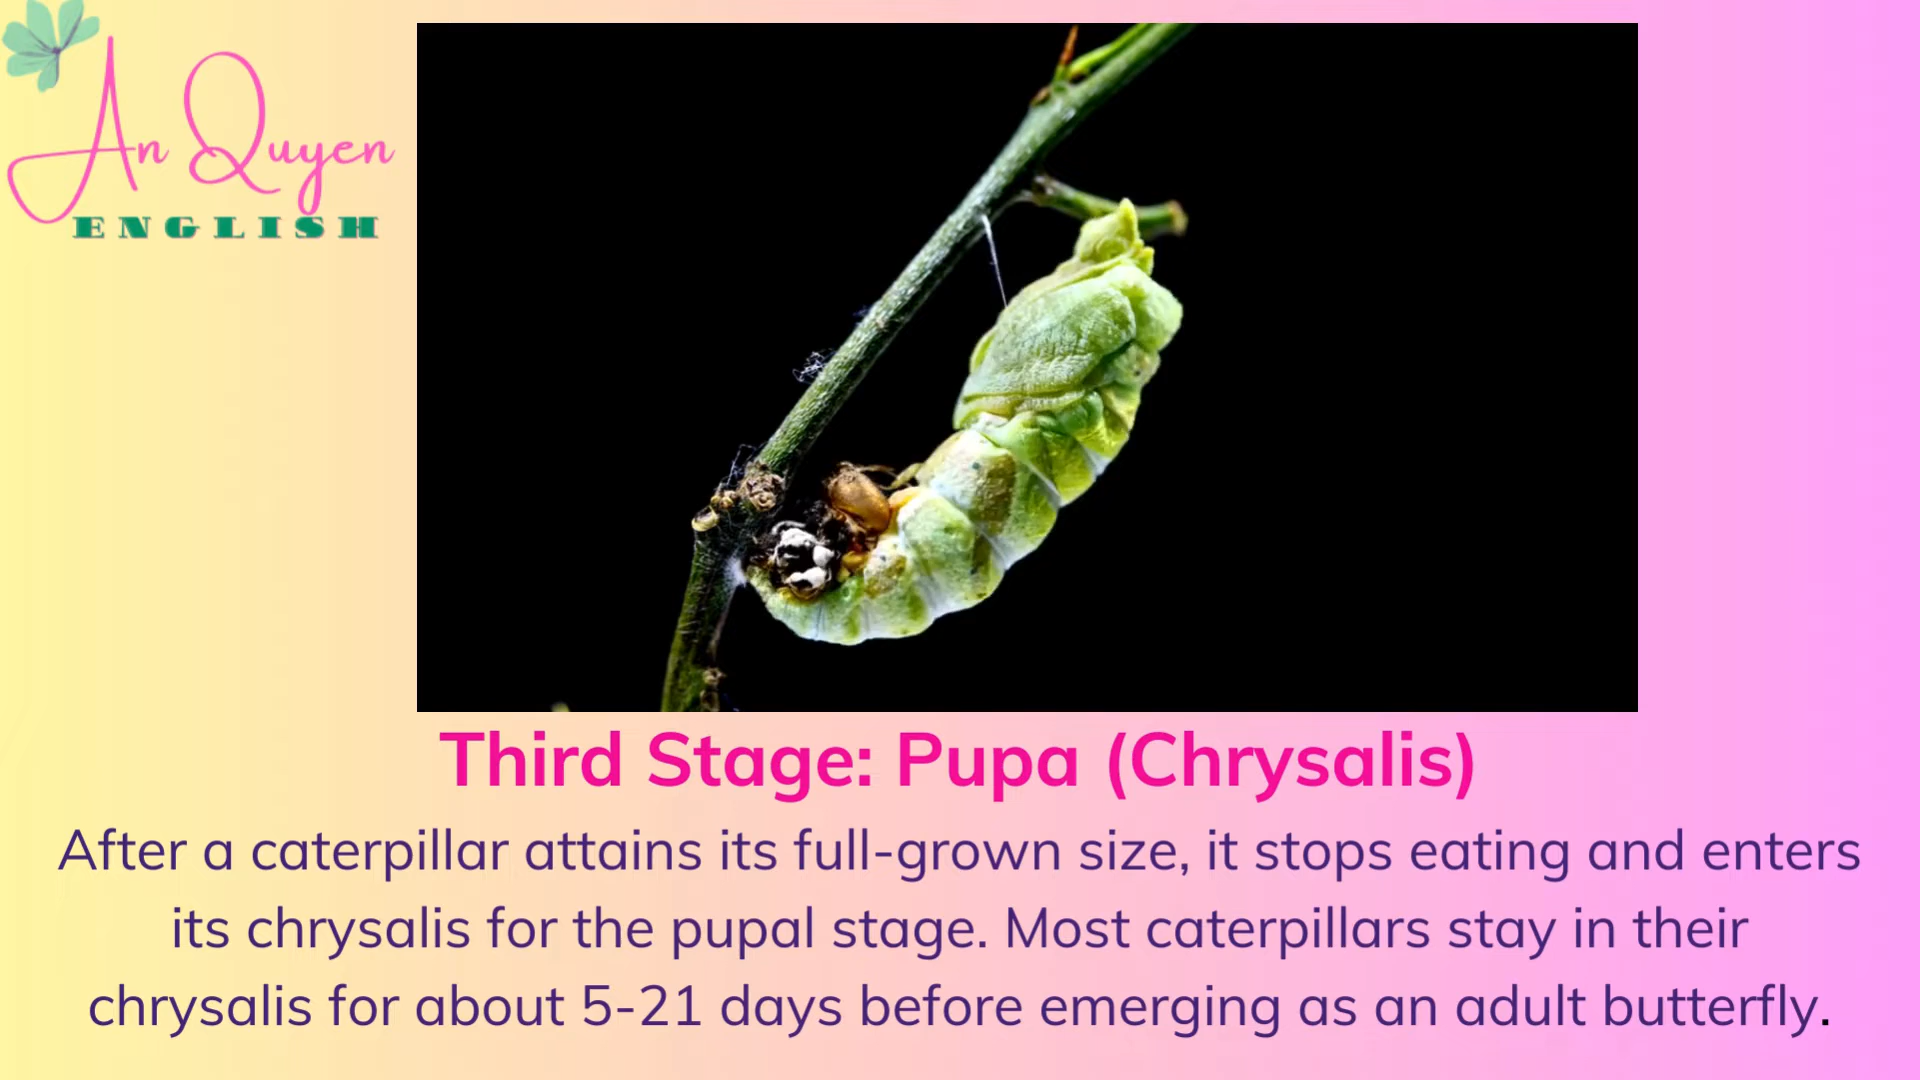 An Quyen
ENGLISH
Third Stage: Pupa (Chrysalis)
After a caterpillar attains its full-grown size, it stops eating and enters
its chrysalis for the pupal stage. Most caterpillars stay in their
chrysalis for about 5-21 days before emerging as an adult butterfly.